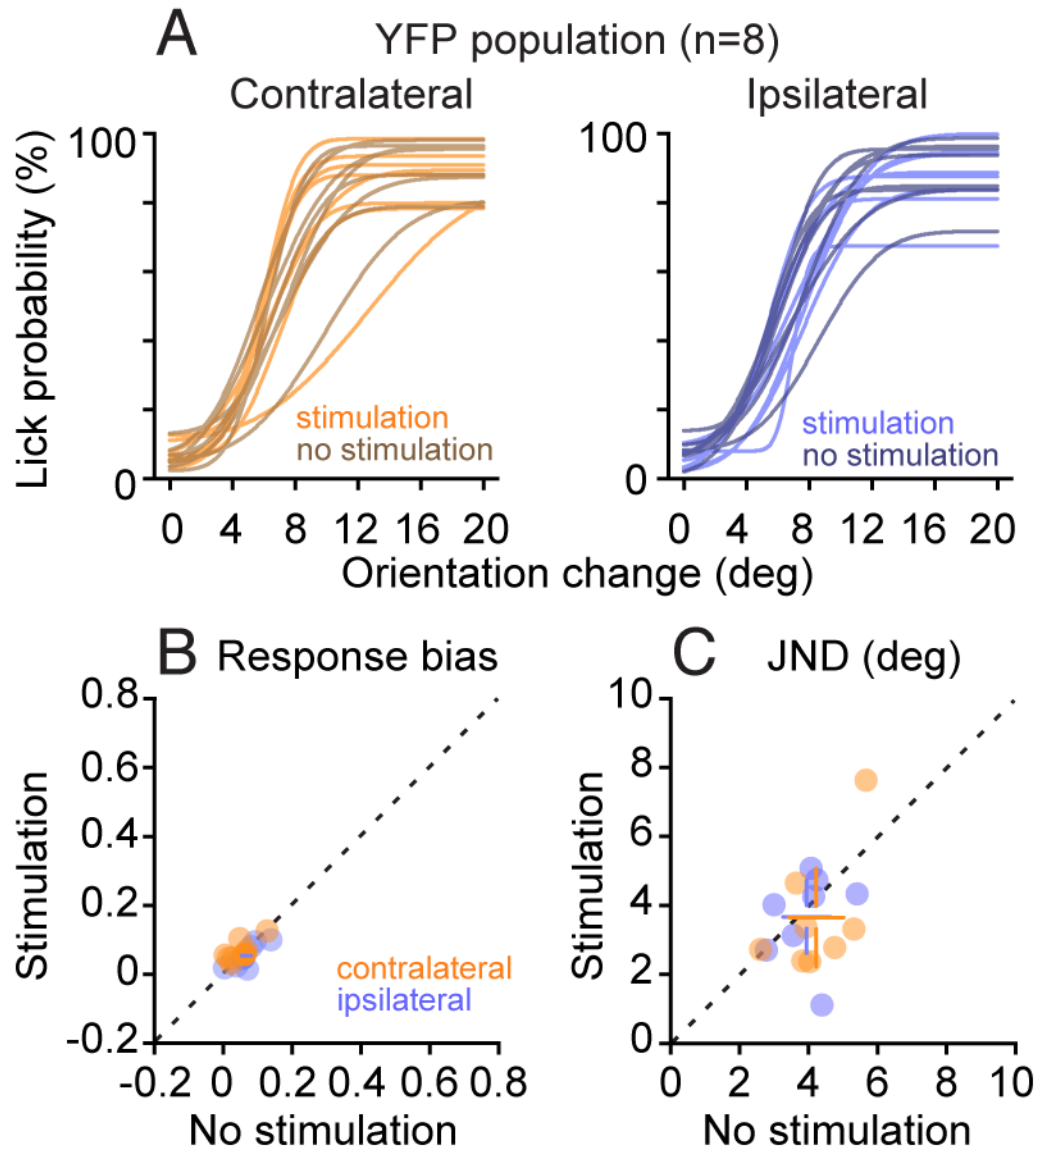 A
YFP population (n=8)
Contralateral
Ipsilateral
Lick probability (%)
100
0
stimulation
no stimulation
0 4 8 12 16 20
100
0
stimulation
no stimulation
0 4 8 12 16 20
Orientation change (deg)
B Response bias
Stimulation
0.8
0.6
0.4
0.2
0
-0.2
contralateral
ipsilateral
-0.2 0 0.2 0.4 0.6 0.8
No stimulation
C JND (deg)
Stimulation
10
8
6
4
2
0
0 2 4 6 8 10
No stimulation